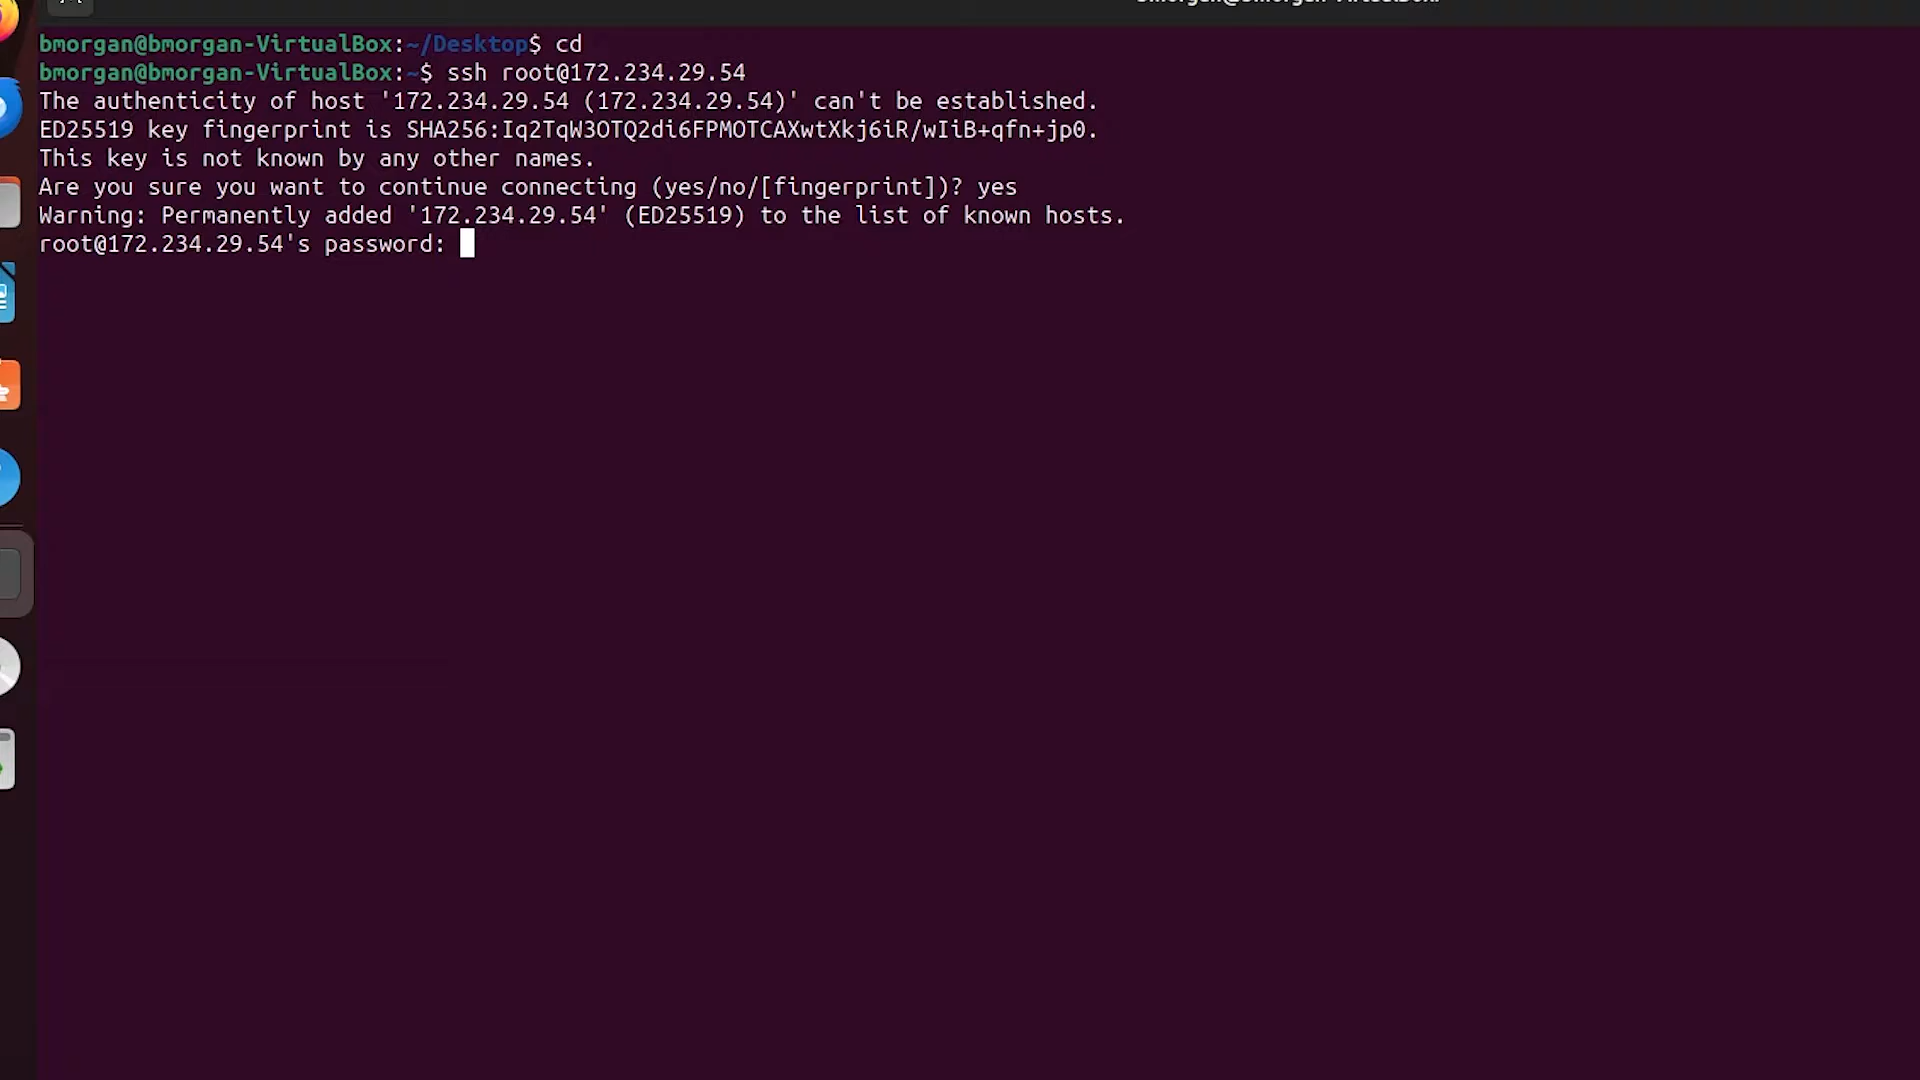 bmorgan@bmorgan-VirtualBox:~/Desktop$ cd
bmorgan@bmorgan-VirtualBox:~$ ssh root@172.234.29.54
The authenticity of host '172.234.29.54 (172.234.29.54)' can't be established.
ED25519 key fingerprint is SHA256:Iq2TqW3OTQ2di6FPMOTCAXwtXkj6iR/wIiB+qfn+jp0.
This key is not known by any other names.
Are you sure you want to continue connecting (yes/no/[fingerprint])? yes
Warning: Permanently added '172.234.29.54' (ED25519) to the list of known hosts.
root@172.234.29.54's password: